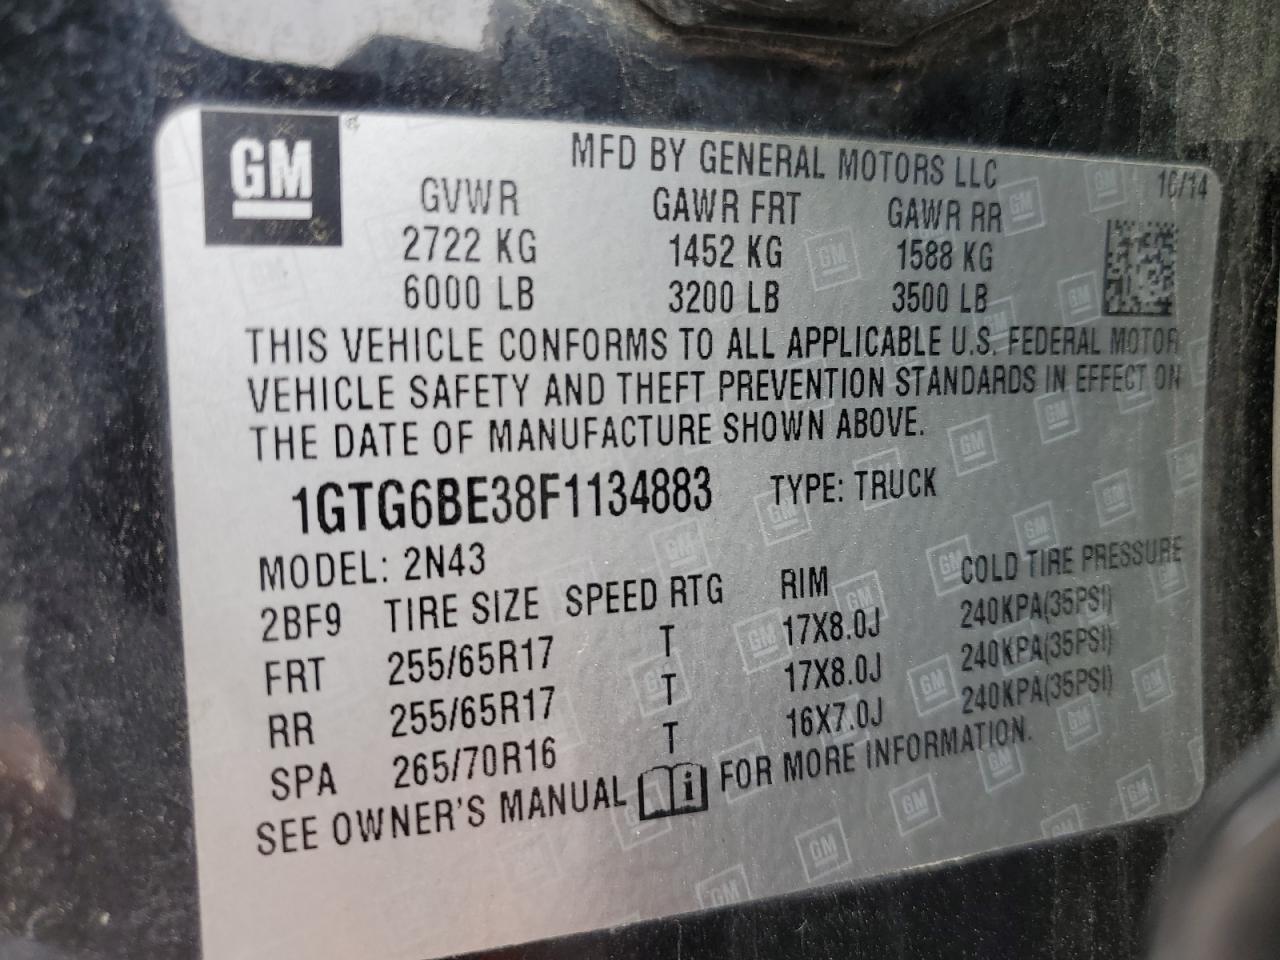 GM
MFD BY GENERAL MOTORS LLC
10/14
GVWR GAWR FRT GAWR RR
2722 KG 1452 KG 1588 KG
6000 LB 3200 LB 3500 LB
THIS VEHICLE CONFORMS TO ALL APPLICABLE U.S. FEDERAL MOTOR
VEHICLE SAFETY AND THEFT PREVENTION STANDARDS IN EFFECT ON
THE DATE OF MANUFACTURE SHOWN ABOVE.
1GTG6BE38F1134883 TYPE: TRUCK
MODEL: 2N43
2BF9 TIRE SIZE SPEED RTG RIM COLD TIRE PRESSURE
FRT 255/65R17 T 17X8.0J 240KPA(35PSI)
RR 255/65R17 T 17X8.0J 240KPA(35PSI)
SPA 265/70R16 T 16X7.0J 240KPA(35PSI)
SEE OWNER'S MANUAL i FOR MORE INFORMATION.